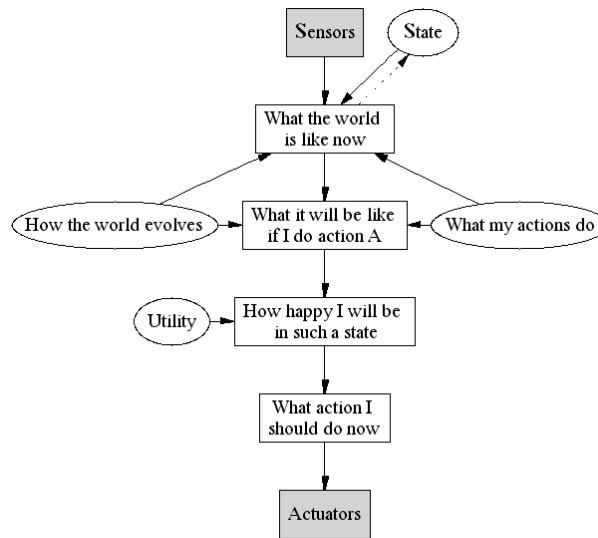 Sensors
State
What the world
is like now
How the world evolves
What it will be like
if I do action A
What my actions do
Utility
How happy I will be
in such a state
What action I
should do now
Actuators